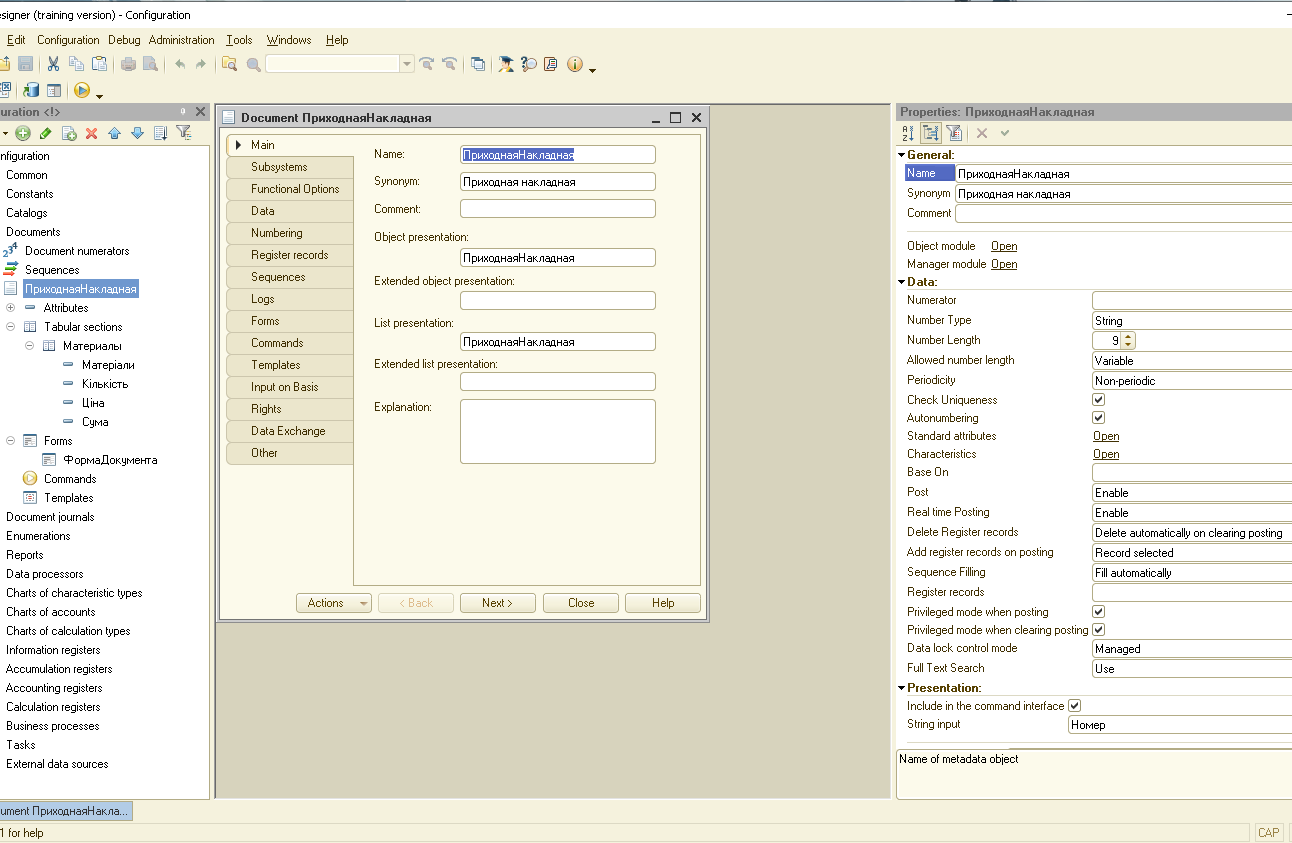 esigner (training version) - Configuration
Edit Configuration Debug Administration Tools Windows Help
uration <!>
nfiguration
Common
Constants
Catalogs
Documents
Document numerators
Sequences
ПриходнаяНакладная
Attributes
Tabular sections
Материалы
Матеріали
Кількість
Ціна
Сума
Forms
ФормаДокумента
Commands
Templates
Document journals
Enumerations
Reports
Data processors
Charts of characteristic types
Charts of accounts
Charts of calculation types
Information registers
Accumulation registers
Accounting registers
Calculation registers
Business processes
Tasks
External data sources
Document ПриходнаяНакладная
Main
Subsystems
Functional Options
Data
Numbering
Register records
Sequences
Logs
Forms
Commands
Templates
Input on Basis
Rights
Data Exchange
Other
Name: ПриходнаяНакладная
Synonym: Приходная накладная
Comment:
Object presentation:
ПриходнаяНакладная
Extended object presentation:
List presentation:
ПриходнаяНакладная
Extended list presentation:
Explanation:
Actions < Back Next > Close Help
Properties: ПриходнаяНакладная
General:
Name ПриходнаяНакладная
Synonym Приходная накладная
Comment
Object module Open
Manager module Open
Data:
Numerator
Number Type String
Number Length 9
Allowed number length Variable
Periodicity Non-periodic
Check Uniqueness
Autonumbering
Standard attributes Open
Characteristics Open
Base On
Post Enable
Real time Posting Enable
Delete Register records Delete automatically on clearing posting
Add register records on posting Record selected
Sequence Filling Fill automatically
Register records
Privileged mode when posting
Privileged mode when clearing posting
Data lock control mode Managed
Full Text Search Use
Presentation:
Include in the command interface
String input Номер
Name of metadata object
ument ПриходнаяНакла...
1 for help
CAP